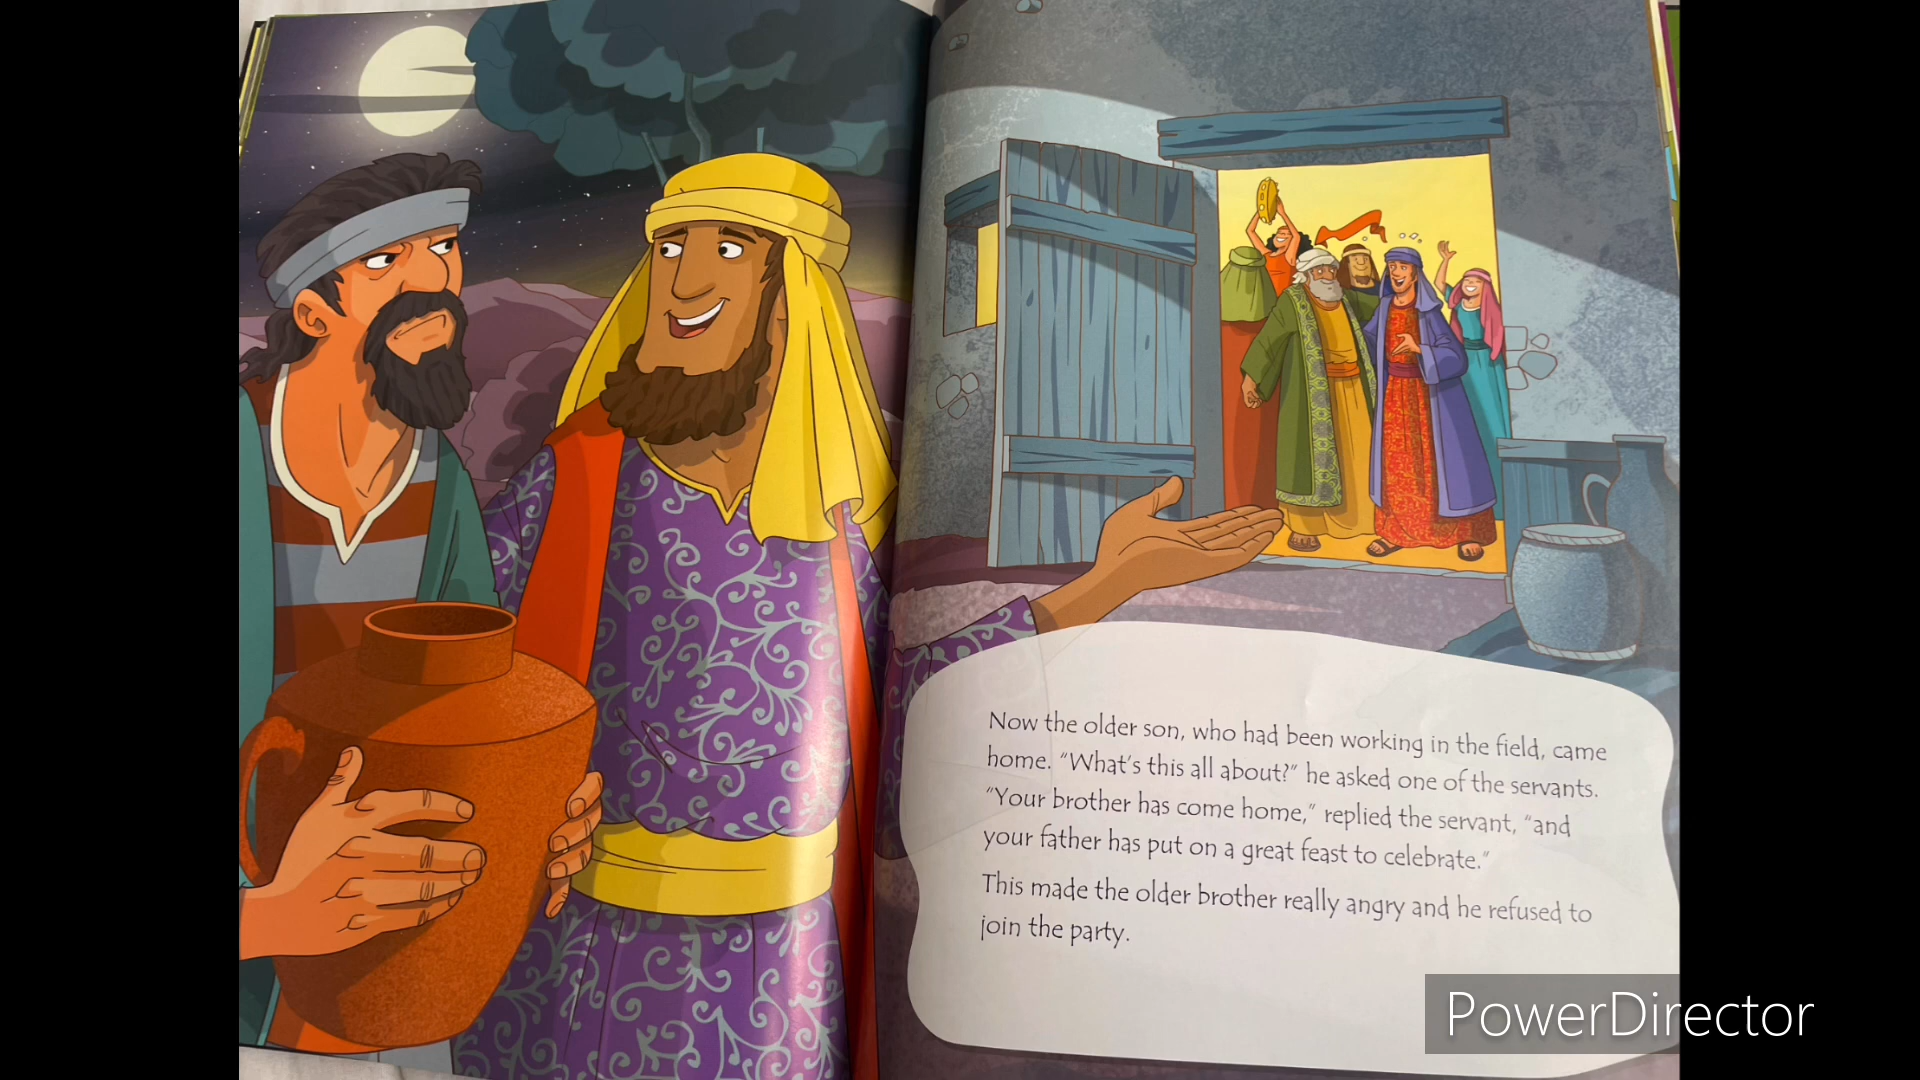 Now the older son, who had been working in the field, came
home. “What's this all about?” he asked one of the servants.
“Your brother has come home,” replied the servant, “and
your father has put on a great feast to celebrate.”
This made the older brother really angry and he refused to
join the party.
PowerDirector